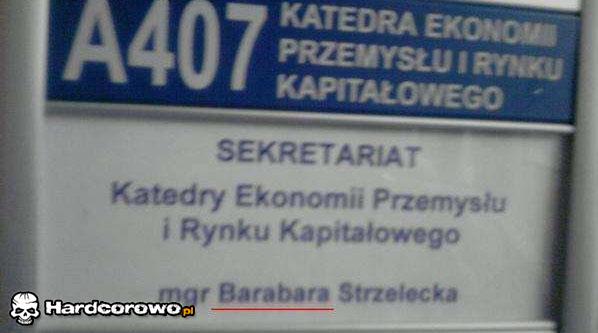 A407
KATEDRA EKONOMII
PRZEMYSŁU I RYNKU
KAPITAŁOWEGO
SEKRETARIAT
Katedry Ekonomii Przemysłu
i Rynku Kapitałowego
mgr Barabara Strzelecka
Hardcorowo.pl